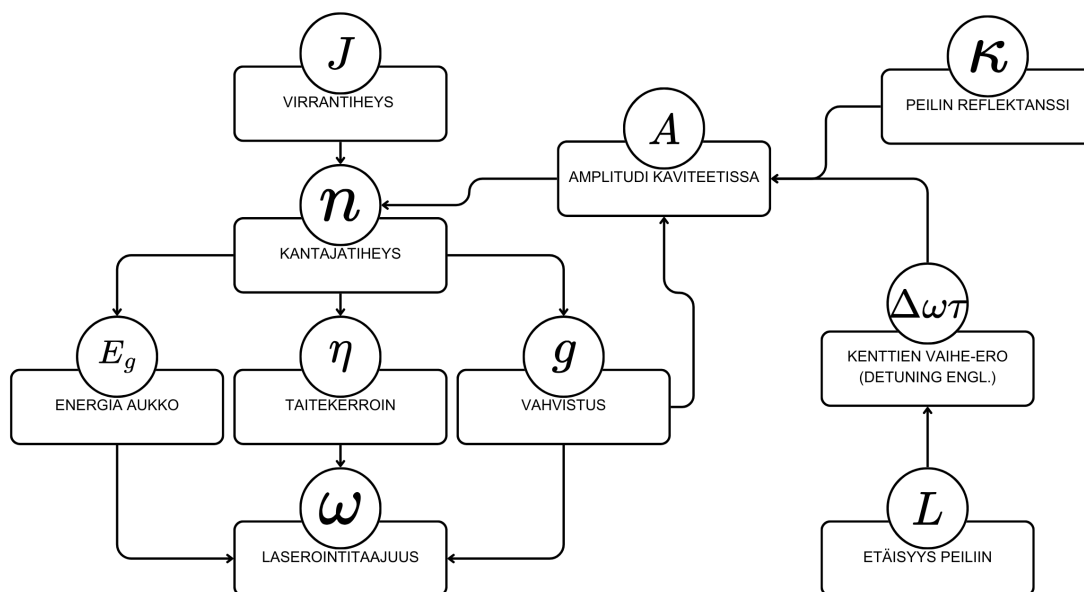 J
VIRRANTIHEYS
κ
PEILIN REFLEKTANSSI
A
AMPLITUDI KAVITEETISSA
n
KANTAJATIHEYS
Δωτ
KENTTIEN VAIHE-ERO
(DETUNING ENGL.)
E_g
ENERGIA AUKKO
η
TAITEKERROIN
g
VAHVISTUS
ω
LASEROINTITAAJUUS
L
ETÄISYYS PEILIIN